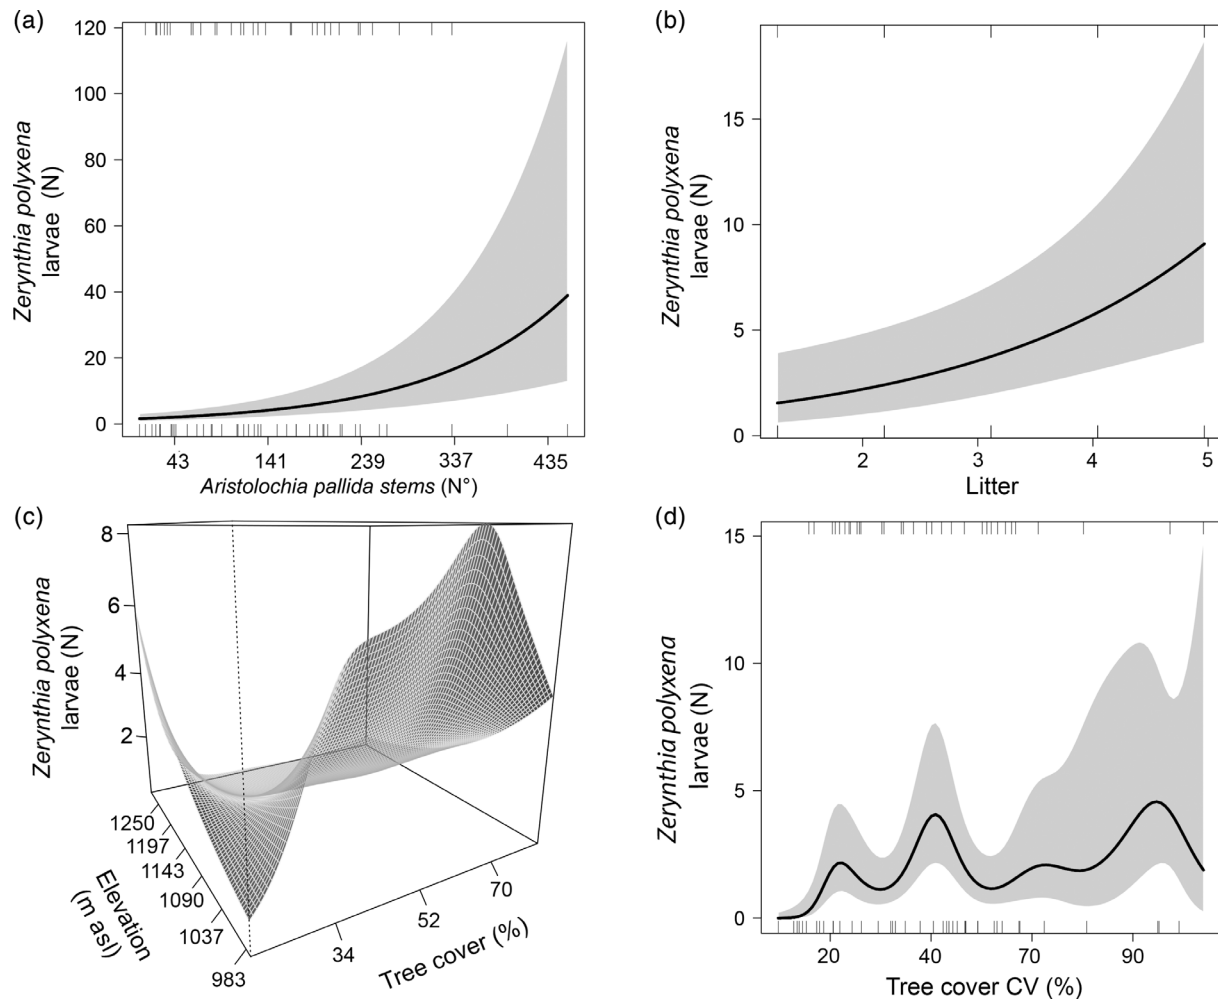 (a)
120
100
80
60
40
20
0
Zerynthia polyxena
larvae (N)
43 141 239 337 435
Aristolochia pallida stems (N°)
(b)
15
10
5
0
Zerynthia polyxena
larvae (N)
2 3 4 5
Litter
(c)
8
6
4
2
Zerynthia polyxena
larvae (N)
1250
1197
1143
1090
1037
983
Elevation
(m asl)
34 52 70
Tree cover (%)
(d)
15
10
5
0
Zerynthia polyxena
larvae (N)
20 40 70 90
Tree cover CV (%)